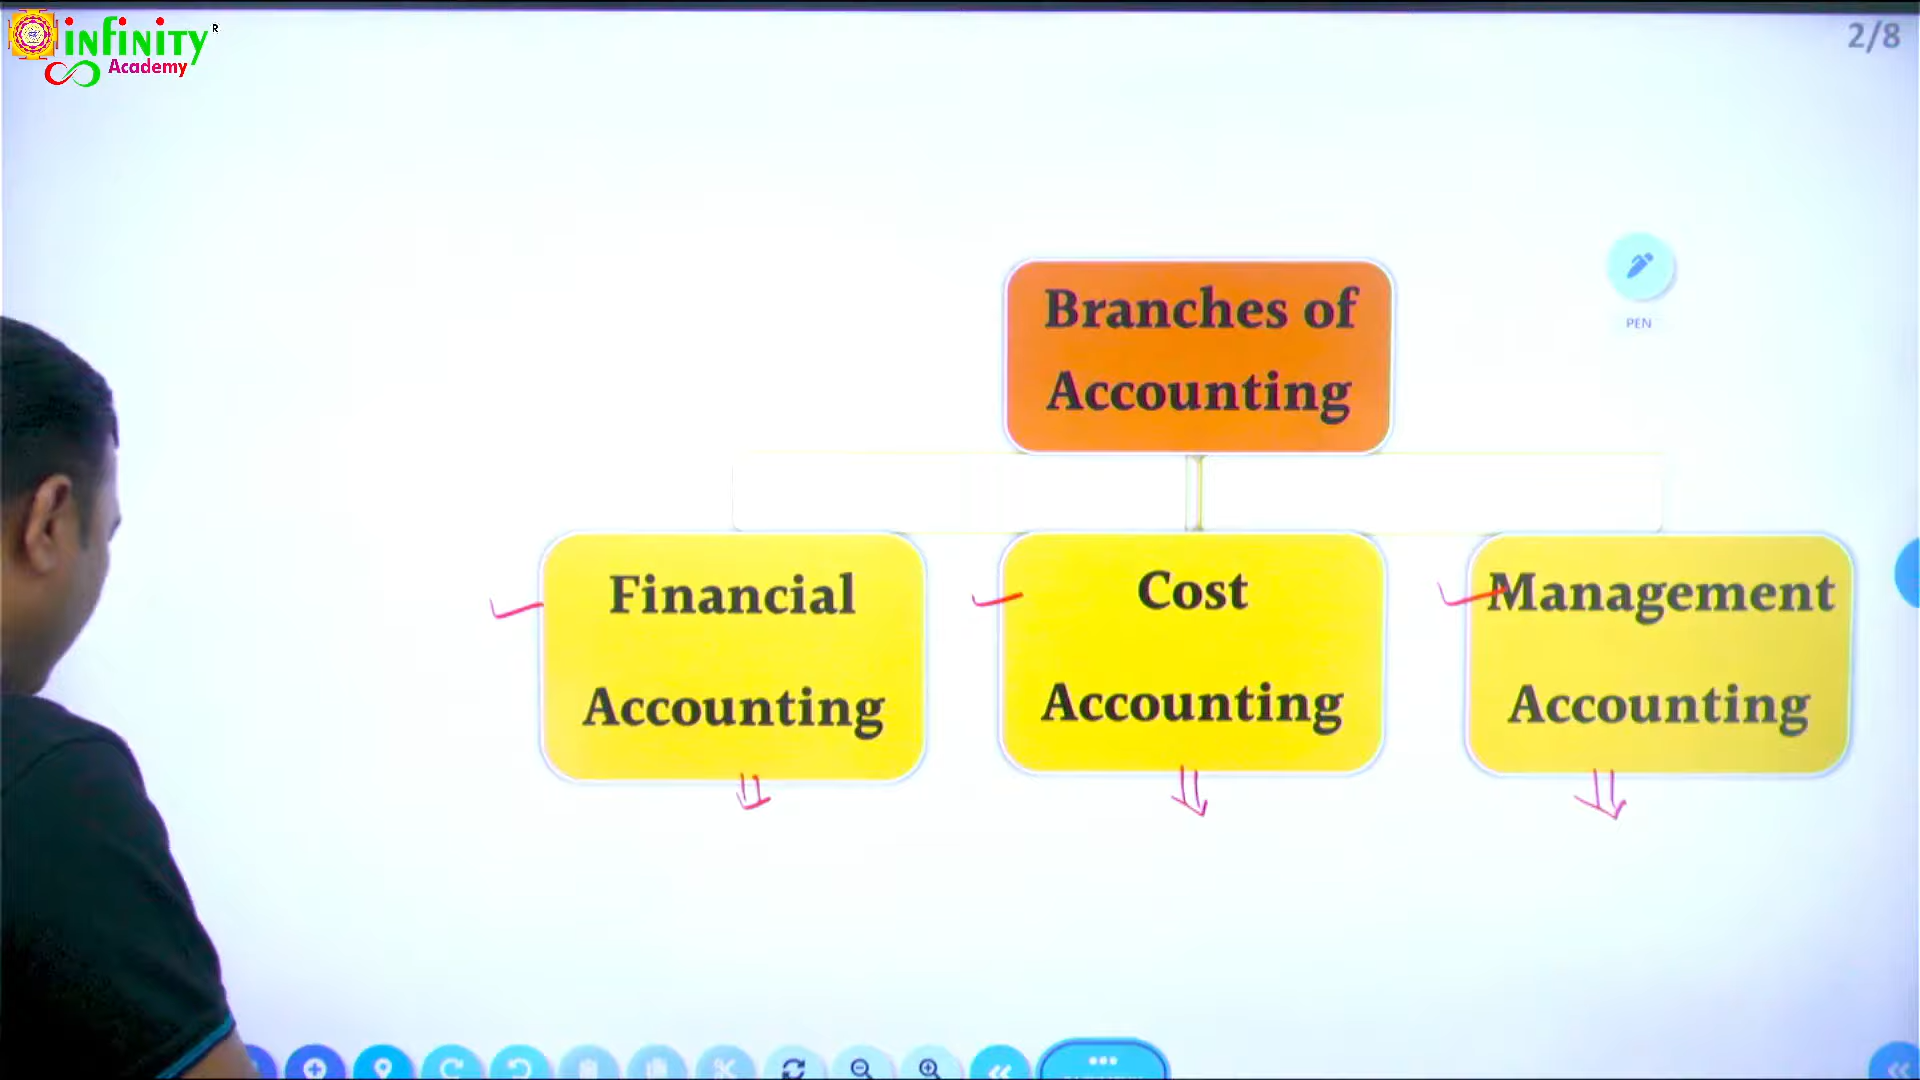 infinity
Academy
R
2/8
Branches of
Accounting
PEN
Financial
Accounting
Cost
Accounting
Management
Accounting